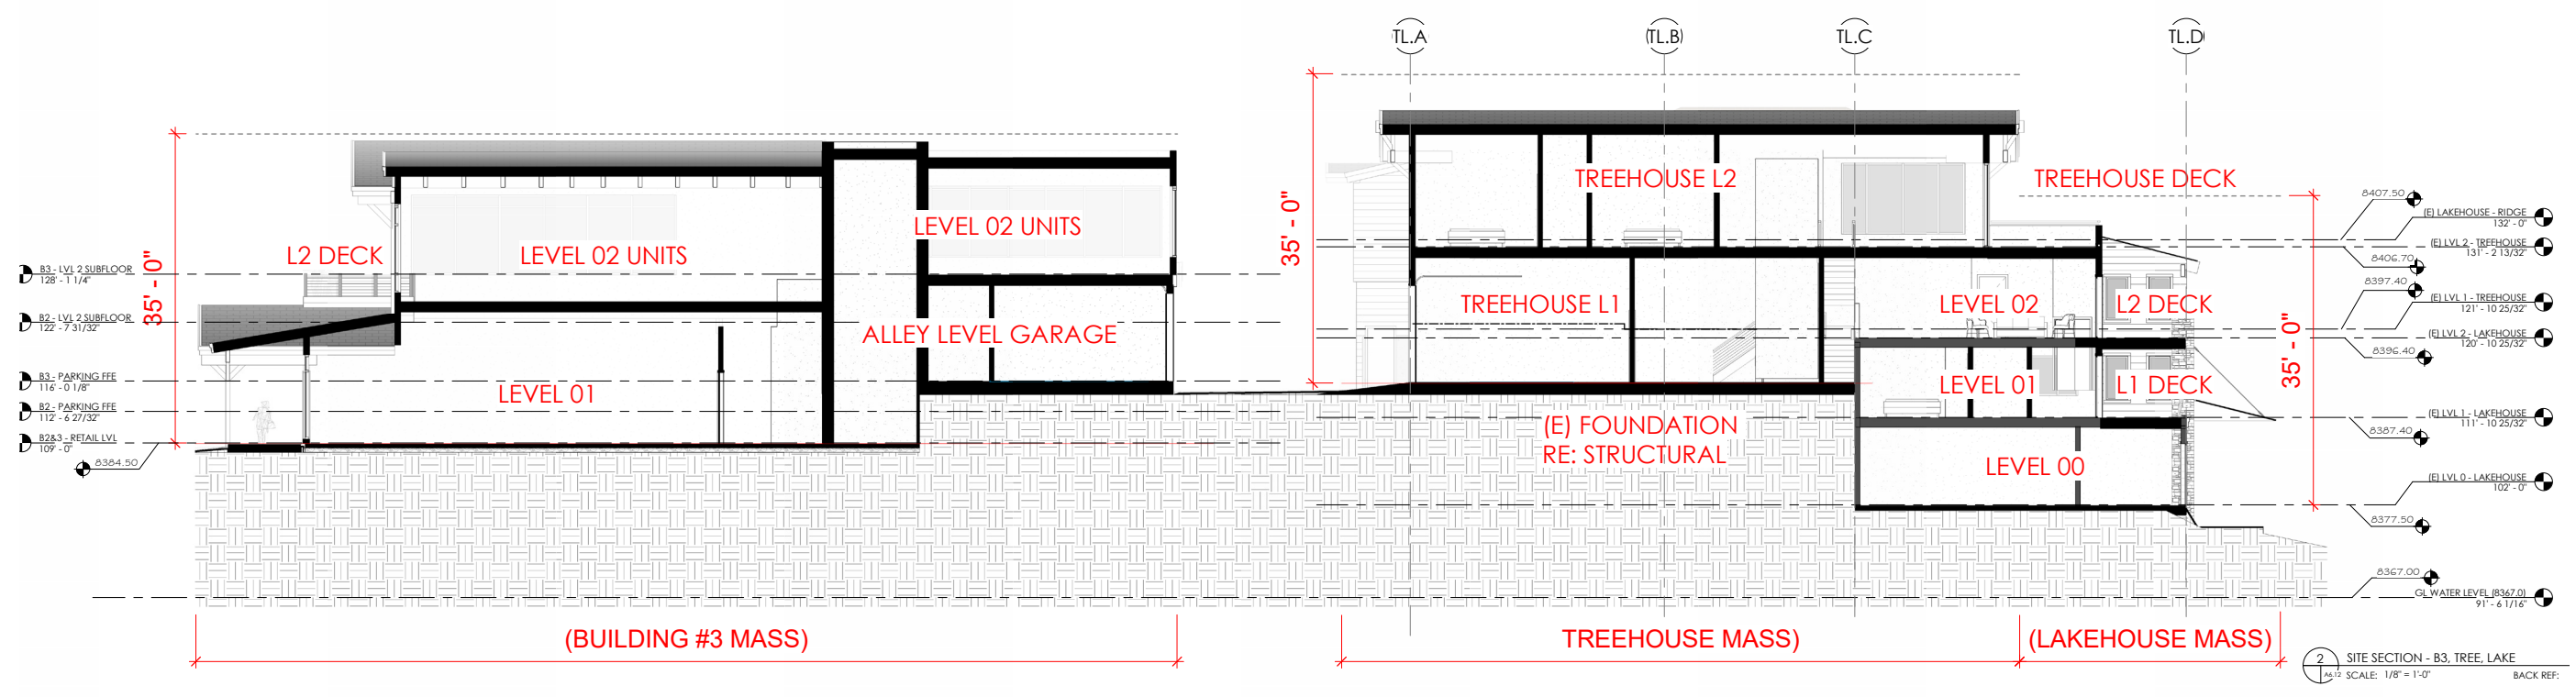 TL.A
(TL.B)
TL.C
TL.D
35' - 0"
L2 DECK
LEVEL 02 UNITS
LEVEL 02 UNITS
ALLEY LEVEL GARAGE
LEVEL 01
B3 - LVL 2 SUBFLOOR
128' - 1 1/4"
B2 - LVL 2 SUBFLOOR
122' - 7 31/32"
B3 - PARKING FFE
116' - 0 1/8"
B2 - PARKING FFE
112' - 6 27/32"
B2&3 - RETAIL LVL
109' - 0"
8384.50
35' - 0"
TREEHOUSE L2
TREEHOUSE DECK
TREEHOUSE L1
LEVEL 02
L2 DECK
LEVEL 01
L1 DECK
(E) FOUNDATION
RE: STRUCTURAL
LEVEL 00
35' - 0"
8407.50
(E) LAKEHOUSE - RIDGE
132' - 0"
(E) LVL 2 - TREEHOUSE
131' - 2 13/32"
8406.70
8397.40
(E) LVL 1 - TREEHOUSE
121' - 10 25/32"
(E) LVL 2 - LAKEHOUSE
120' - 10 25/32"
8396.40
(E) LVL 1 - LAKEHOUSE
111' - 10 25/32"
8387.40
(E) LVL 0 - LAKEHOUSE
102' - 0"
8377.50
8367.00
GL WATER LEVEL (8367.0)
91' - 6 1/16"
(BUILDING #3 MASS)
TREEHOUSE MASS)
(LAKEHOUSE MASS)
2
A6.12
SITE SECTION - B3, TREE, LAKE
SCALE: 1/8" = 1'-0"
BACK REF: